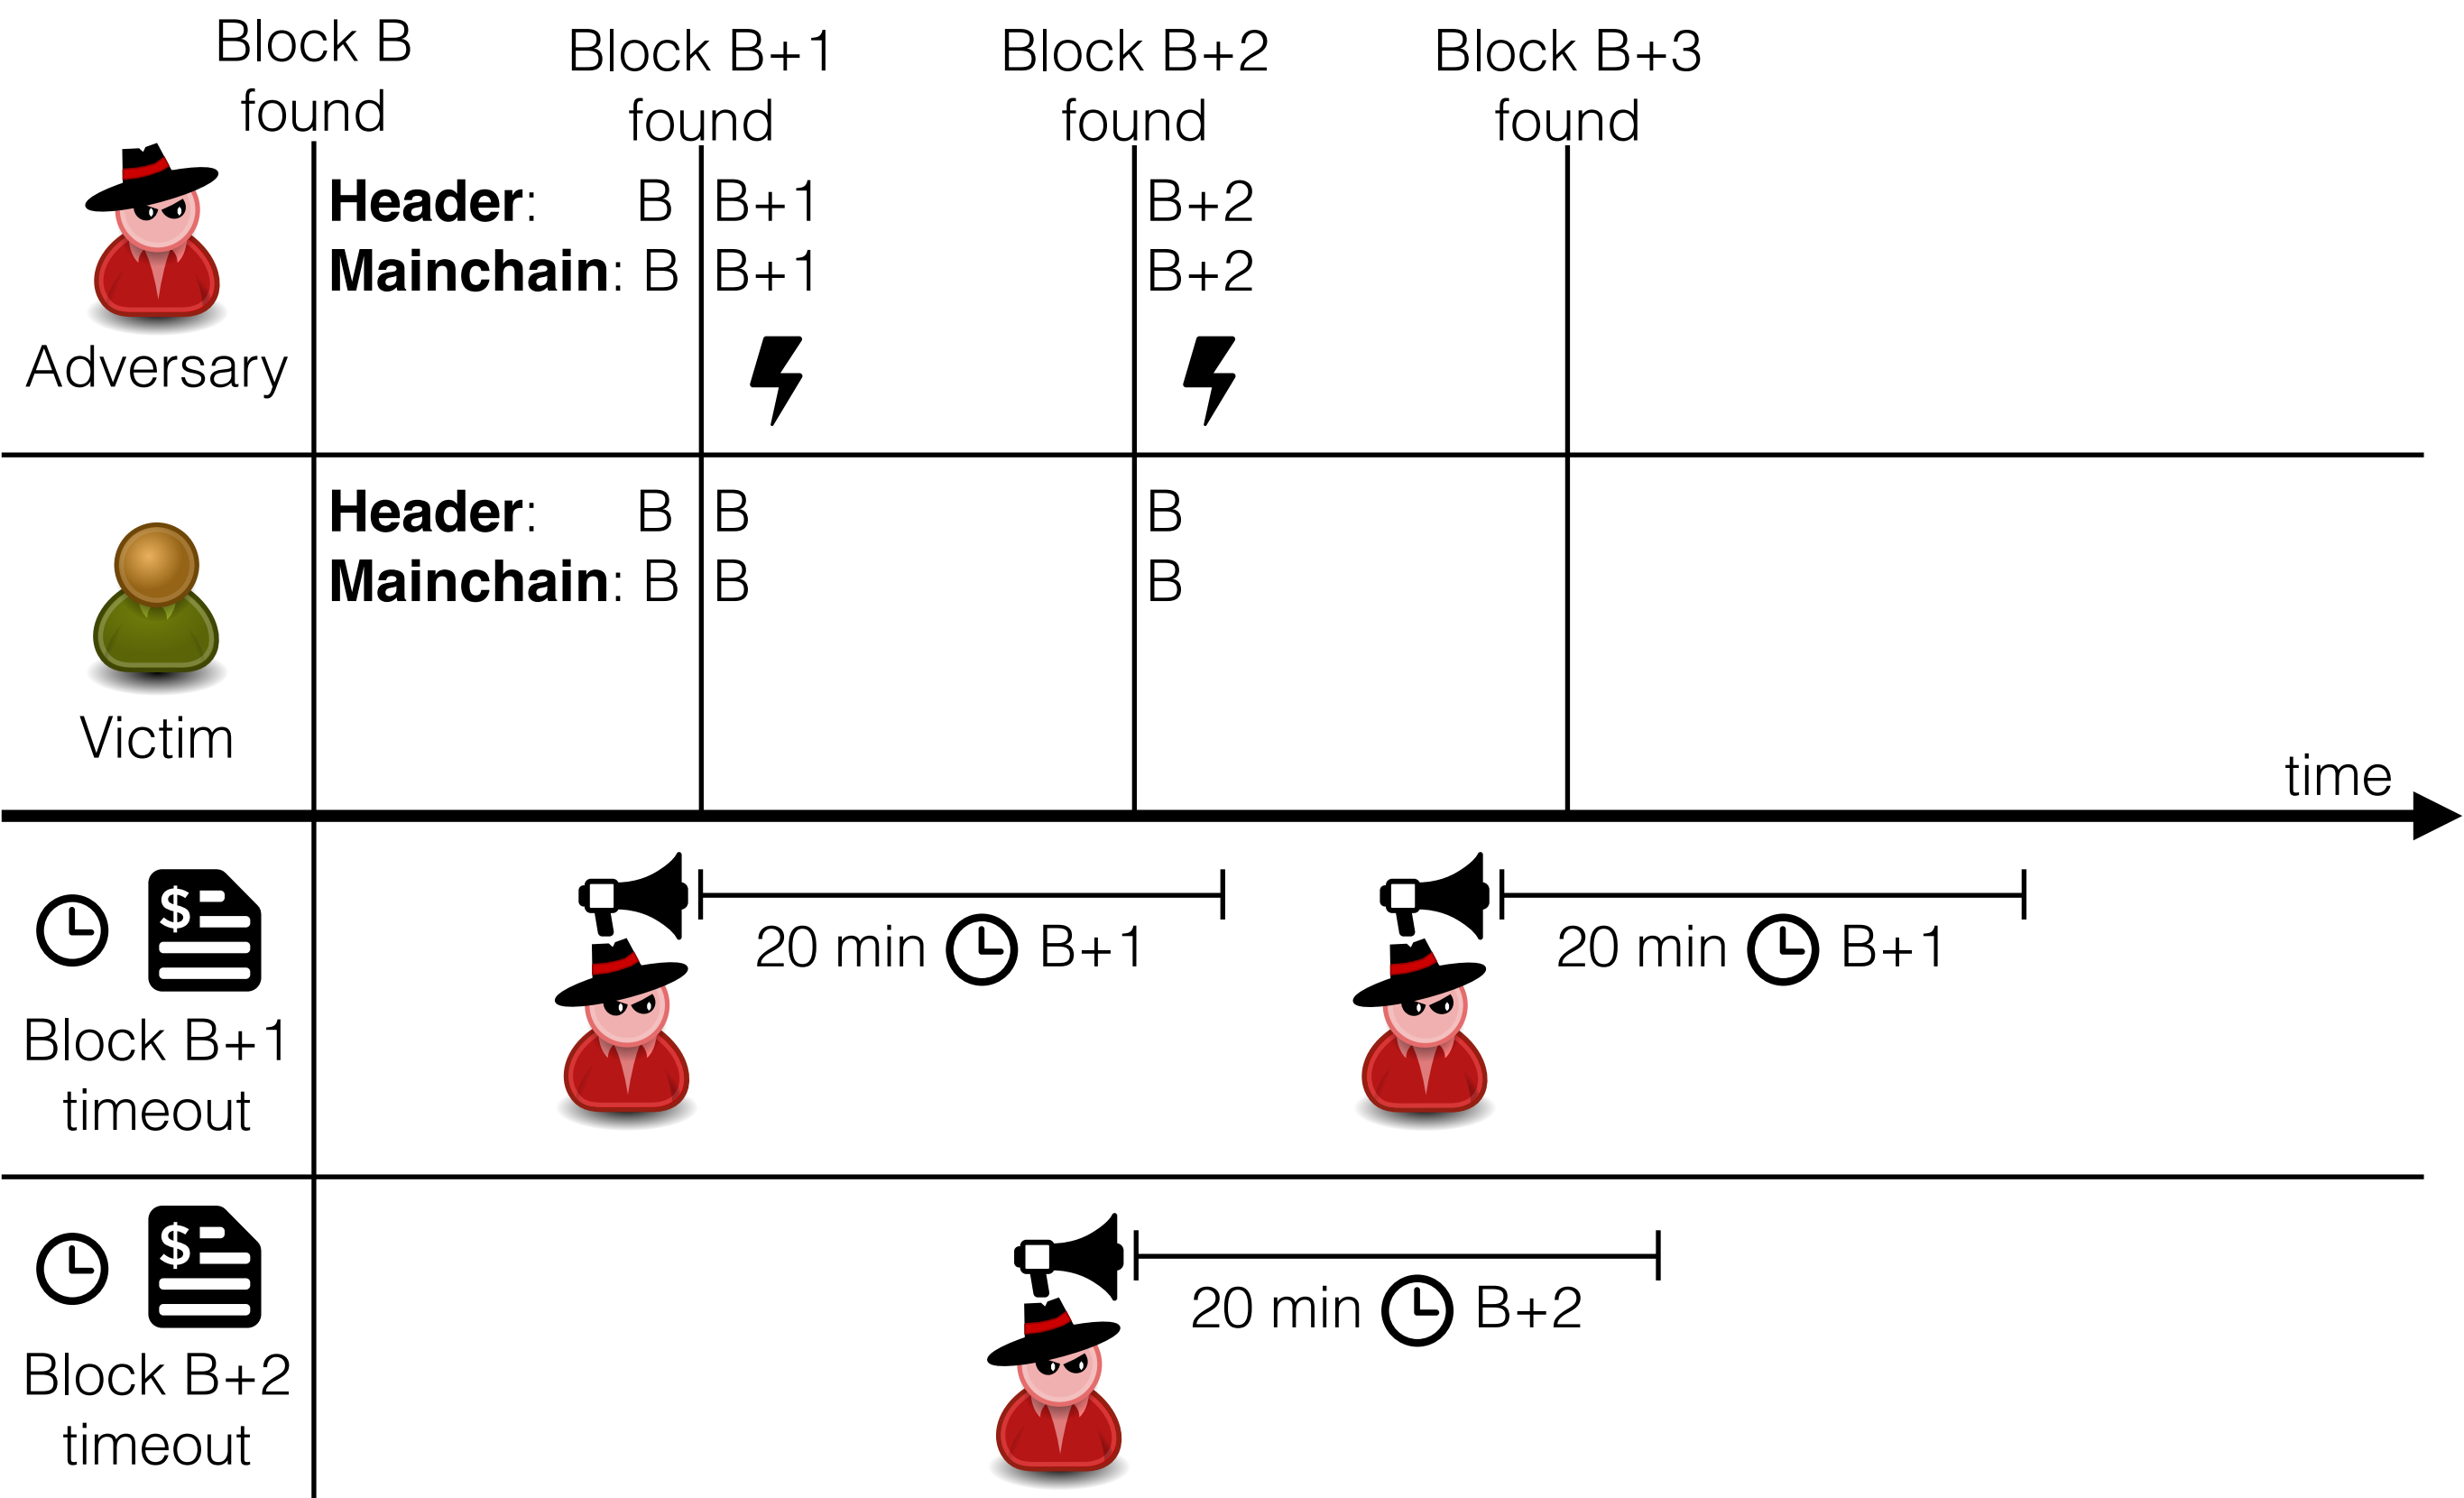 Block B
found
Block B+1
found
Block B+2
found
Block B+3
found
Header: B B+1 B+2
Mainchain: B B+1 B+2
Adversary
Header: B B B
Mainchain: B B B
Victim
time
$
20 min B+1
20 min B+1
Block B+1
timeout
$
20 min B+2
Block B+2
timeout